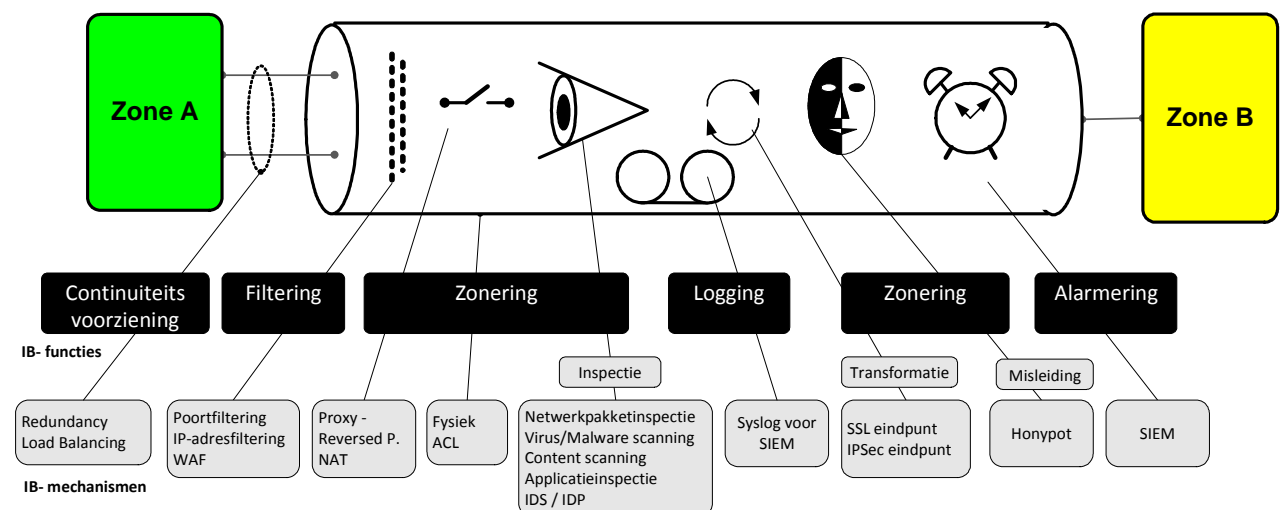 Zone A
Zone B
Continuiteits
voorziening
Filtering
Zonering
Logging
Zonering
Alarmering
IB- functies
Inspectie
Transformatie
Misleiding
Redundancy
Load Balancing
Poortfiltering
IP-adresfiltering
WAF
Proxy -
Reversed P.
NAT
Fysiek
ACL
Netwerkpakketinspectie
Virus/Malware scanning
Content scanning
Applicatieinspectie
IDS / IDP
Syslog voor
SIEM
SSL eindpunt
IPSec eindpunt
Honypot
SIEM
IB- mechanismen